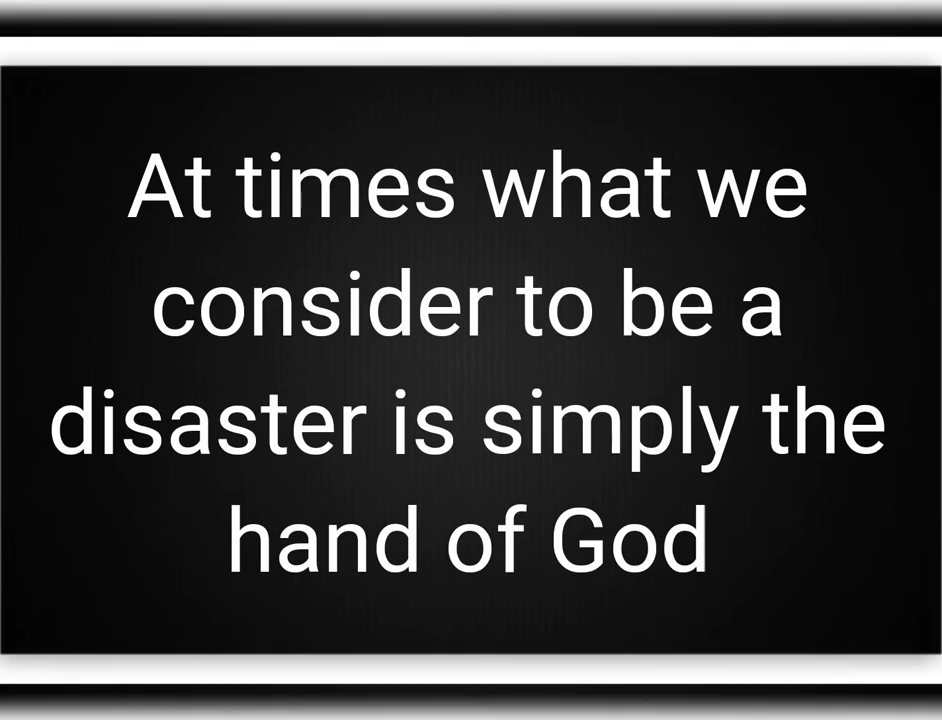 At times what we
consider to be a
disaster is simply the
hand of God